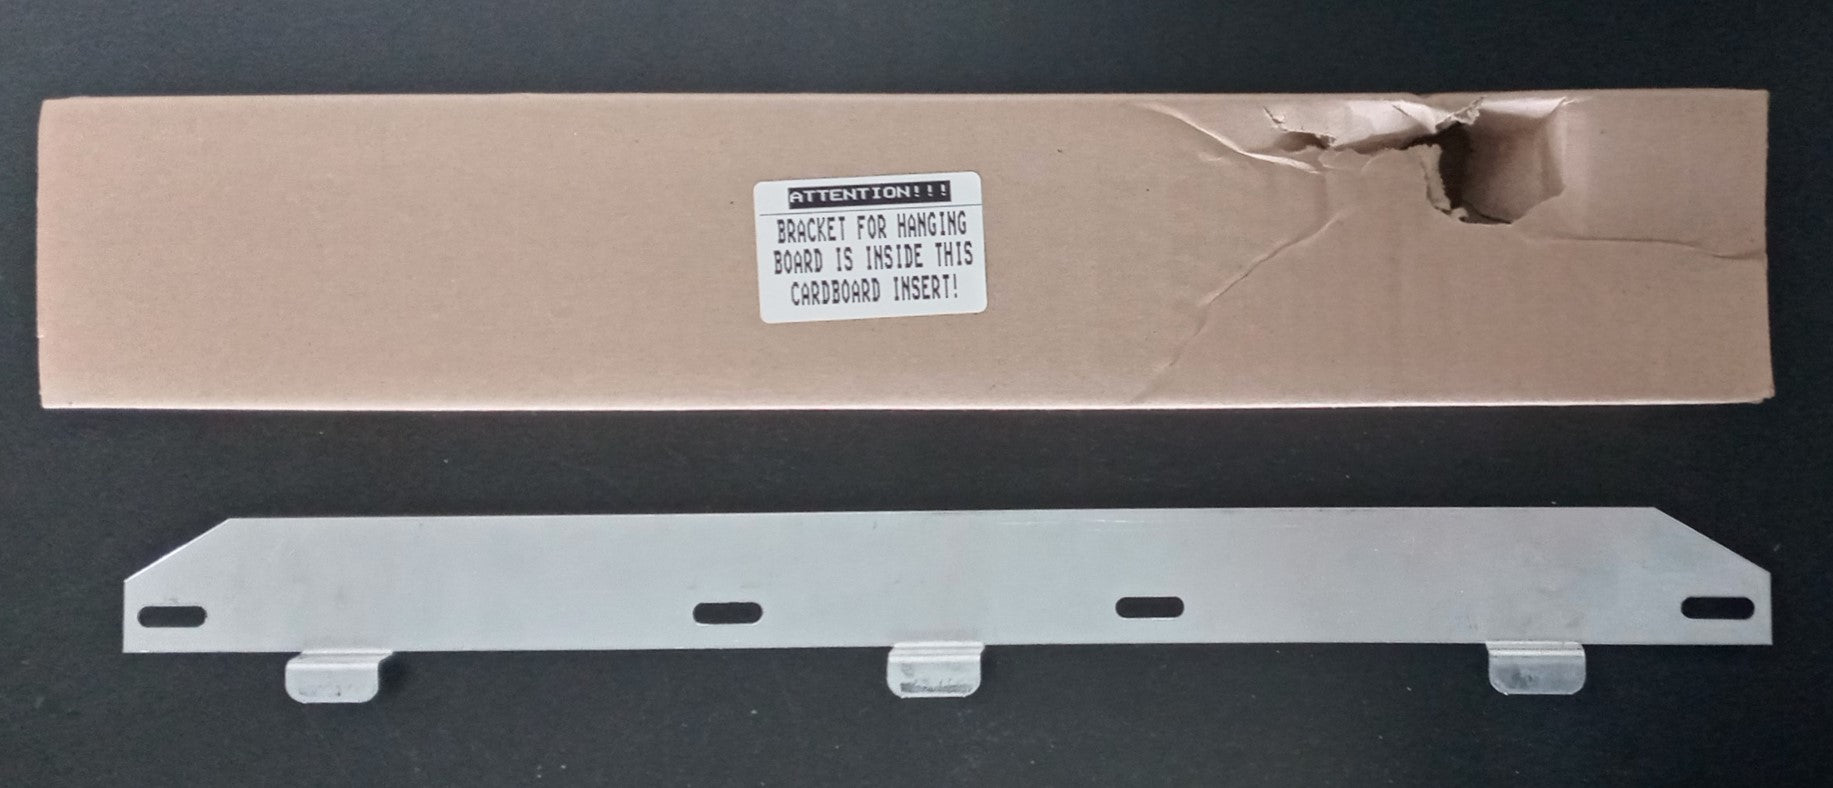 ATTENTION!!!
BRACKET FOR HANGING
BOARD IS INSIDE THIS
CARDBOARD INSERT!